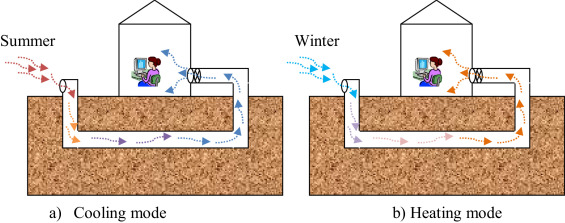 Summer
Winter
a) Cooling mode
b) Heating mode